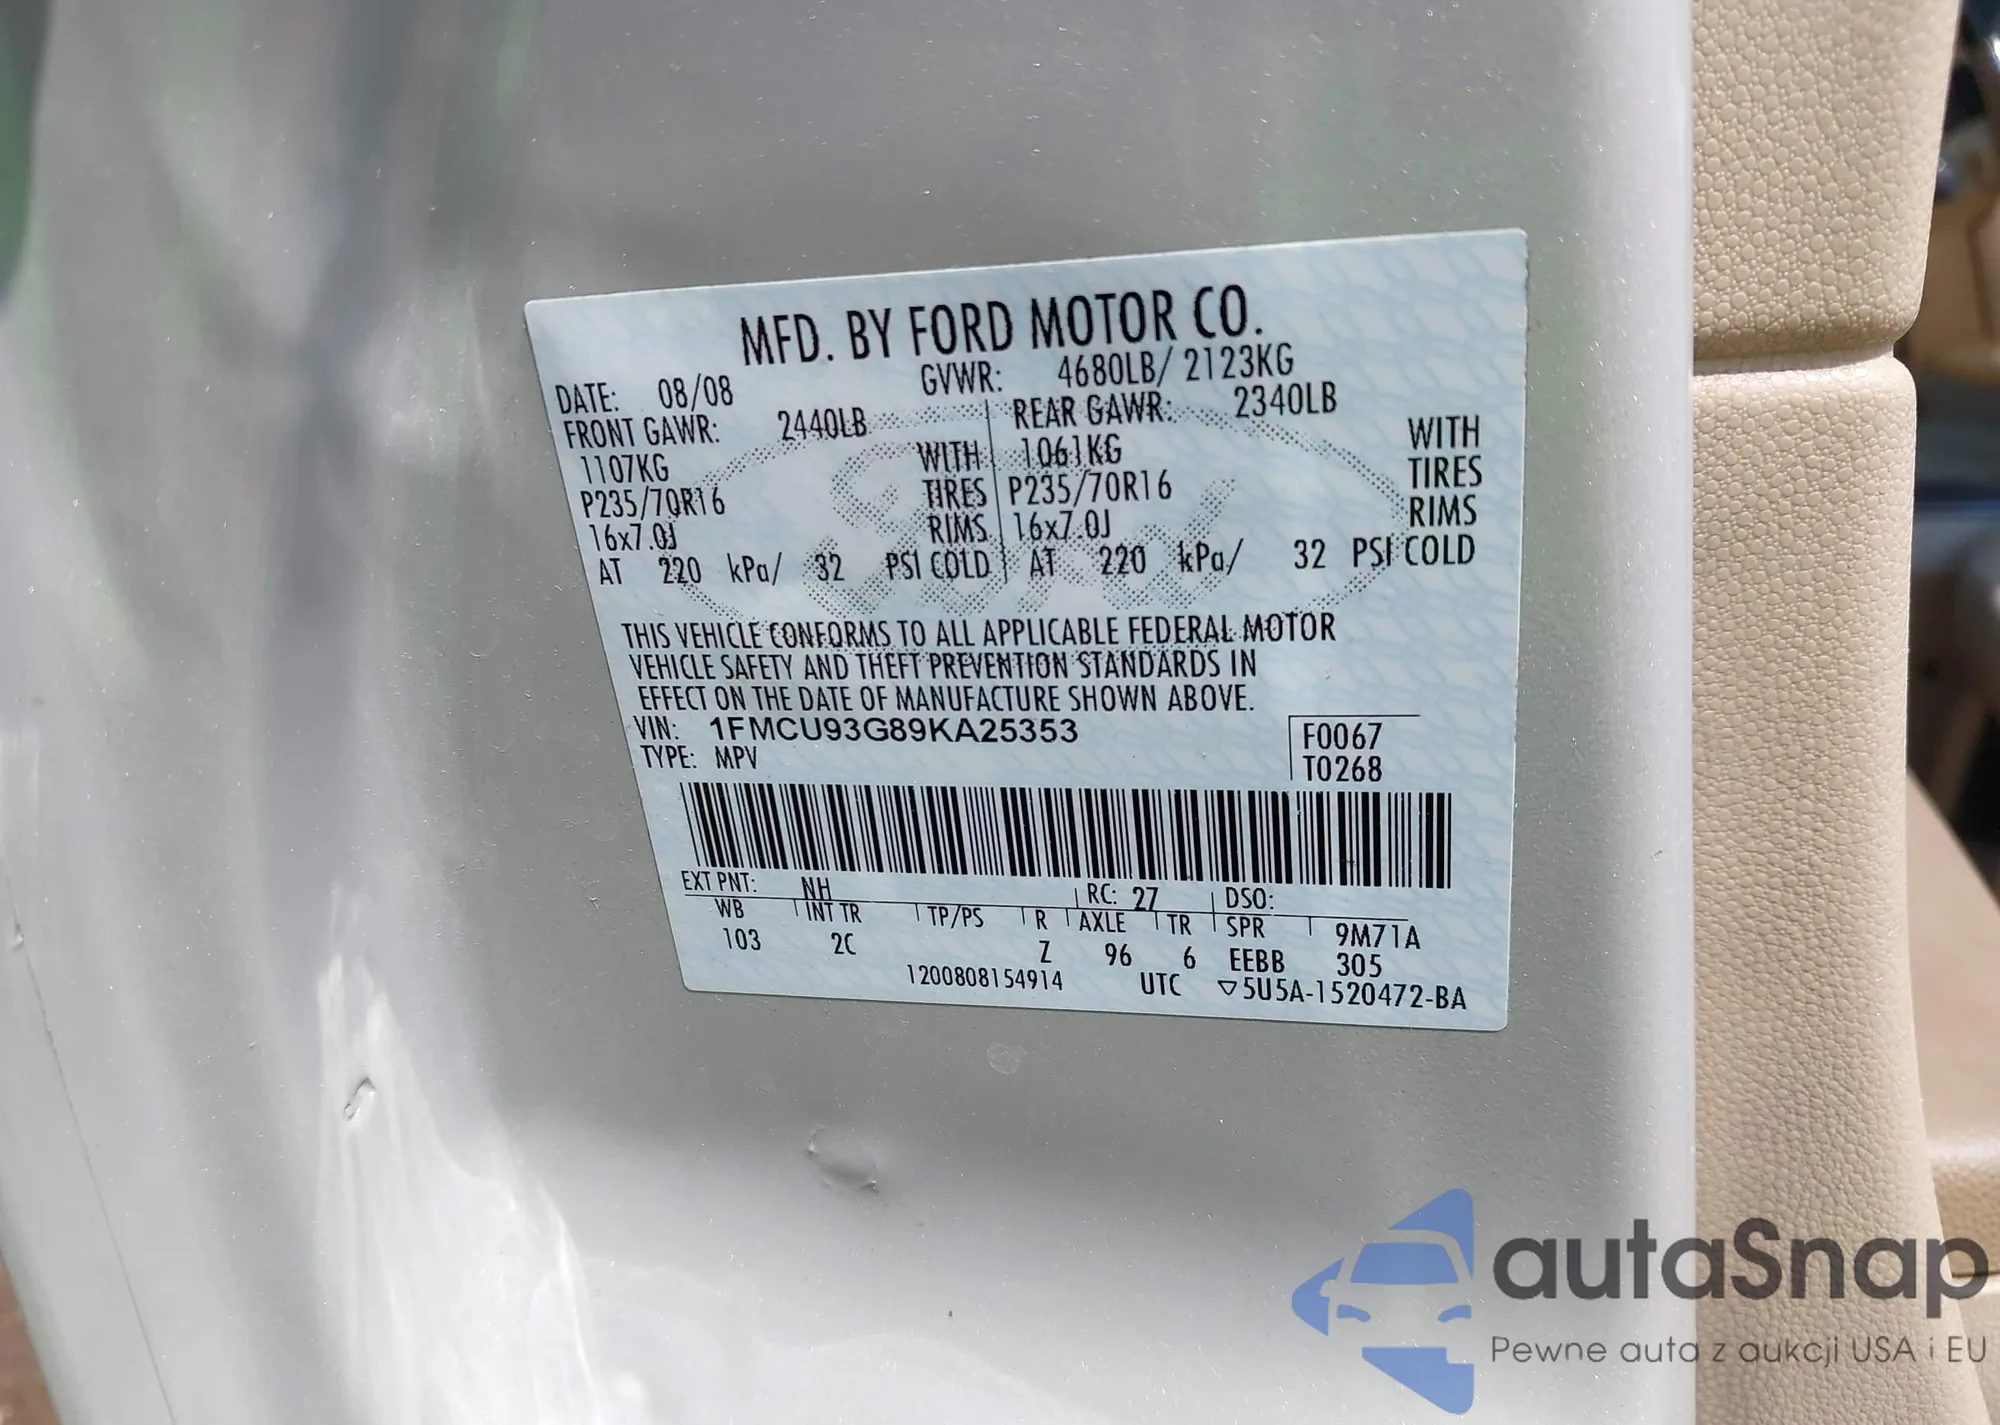 MFD. BY FORD MOTOR CO.
DATE: 08/08 GVWR: 4680LB/ 2123KG
FRONT GAWR: 2440LB REAR GAWR: 2340LB
1107KG WITH 1061KG WITH
P235/70R16 TIRES P235/70R16 TIRES
16x7.0J RIMS 16x7.0J RIMS
AT 220 kPa/ 32 PSI COLD AT 220 kPa/ 32 PSI COLD
THIS VEHICLE CONFORMS TO ALL APPLICABLE FEDERAL MOTOR
VEHICLE SAFETY AND THEFT PREVENTION STANDARDS IN
EFFECT ON THE DATE OF MANUFACTURE SHOWN ABOVE.
VIN: 1FMCU93G89KA25353 F0067
TYPE: MPV T0268
EXT PNT: NH RC: 27 DSO:
WB INT TR TP/PS R AXLE TR SPR 9M71A
103 2C Z 96 6 EEBB 305
1200808154914 UTC ▽5U5A-1520472-BA
Ford
autaSnap
Pewne auta z aukcji USA i EU